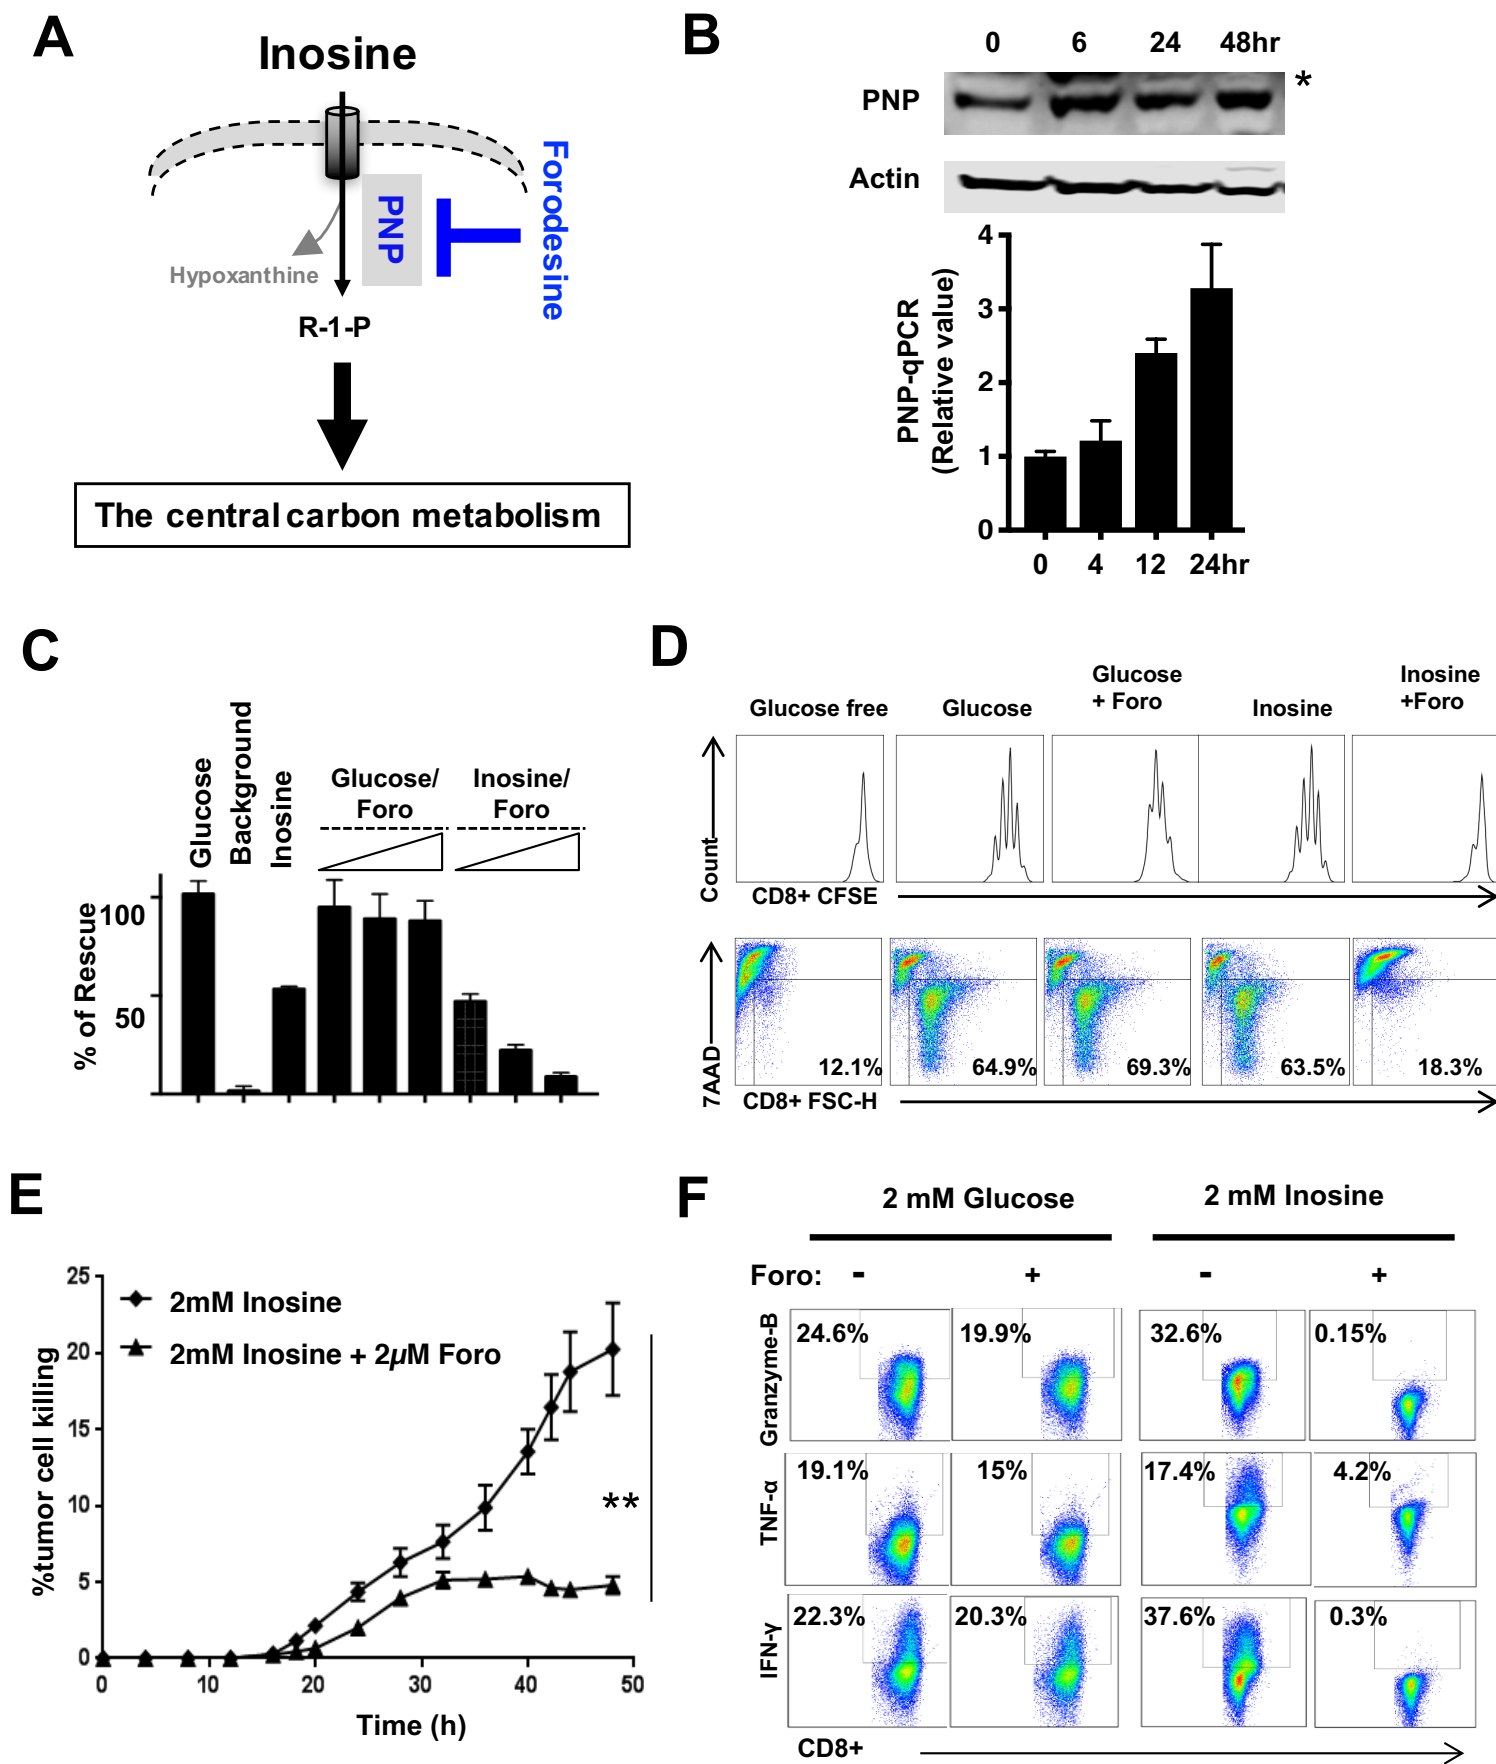 A
Inosine
PNP
Forodesine
Hypoxanthine
R-1-P
The central carbon metabolism
B
0 6 24 48hr
*
PNP
Actin
PNP-qPCR
(Relative value)
4
3
2
1
0
0 4 12 24hr
C
Glucose
Background
Inosine
Glucose/
Foro
Inosine/
Foro
% of Rescue
100
50
D
Glucose free
Glucose
Glucose
+ Foro
Inosine
Inosine
+Foro
Count
CD8+ CFSE
7AAD
12.1% 64.9% 69.3% 63.5% 18.3%
CD8+ FSC-H
E
%tumor cell killing
25
20
15
10
5
0
2mM Inosine
2mM Inosine + 2µM Foro
**
0 10 20 30 40 50
Time (h)
F
2 mM Glucose 2 mM Inosine
Foro: - + - +
Granzyme-B
24.6% 19.9% 32.6% 0.15%
TNF-α
19.1% 15% 17.4% 4.2%
IFN-γ
22.3% 20.3% 37.6% 0.3%
CD8+